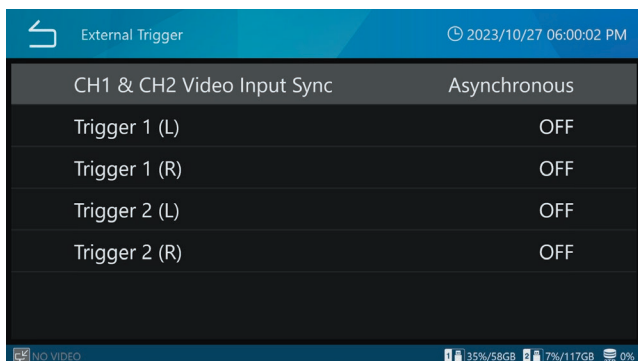 External Trigger 2023/10/27 06:00:02 PM
CH1 & CH2 Video Input Sync Asynchronous
Trigger 1 (L) OFF
Trigger 1 (R) OFF
Trigger 2 (L) OFF
Trigger 2 (R) OFF
NO VIDEO 1 35%/58GB 2 7%/117GB 0%